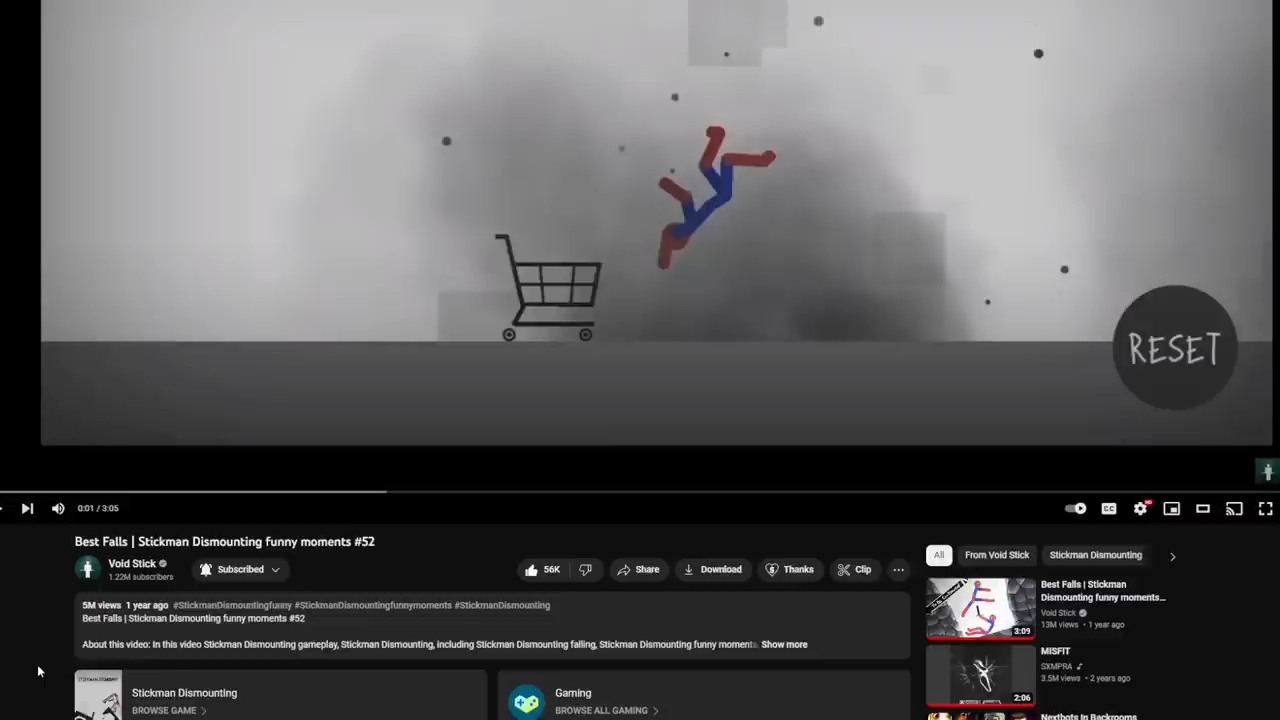 RESET
0:01 / 3:05
CC
HD
Best Falls | Stickman Dismounting funny moments #52
Void Stick
1.22M subscribers
Subscribed
56K
Share
Download
Thanks
Clip
5M views 1 year ago #StickmanDismountingfunny #StickmanDismountingfunnymoments #StickmanDismounting
Best Falls | Stickman Dismounting funny moments #52
About this video: In this video Stickman Dismounting gameplay, Stickman Dismounting, including Stickman Dismounting falling, Stickman Dismounting funny moments Show more
Stickman Dismounting
BROWSE GAME
Gaming
BROWSE ALL GAMING
All
From Void Stick
Stickman Dismounting
Best Falls | Stickman
Dismounting funny moments...
Void Stick
13M views • 1 year ago
3:09
MISFIT
SXMPRA
3.5M views • 2 years ago
2:06
Nextbots In Backrooms